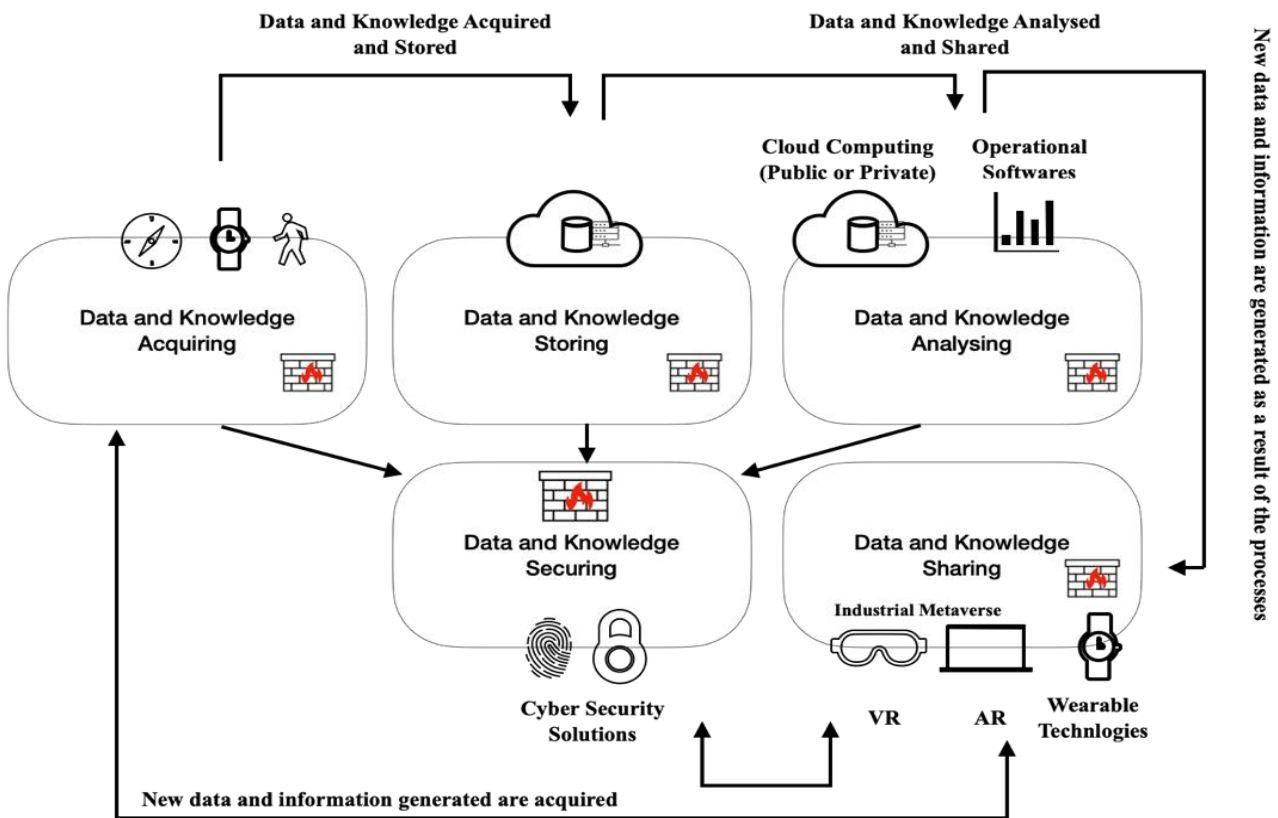 Data and Knowledge Acquired
and Stored
Data and Knowledge Analysed
and Shared
New data and information are generated as a result of the processes
Cloud Computing
(Public or Private)
Operational
Softwares
Data and Knowledge
Acquiring
Data and Knowledge
Storing
Data and Knowledge
Analysing
Data and Knowledge
Securing
Data and Knowledge
Sharing
Industrial Metaverse
Cyber Security
Solutions
VR
AR
Wearable
Technlogies
New data and information generated are acquired